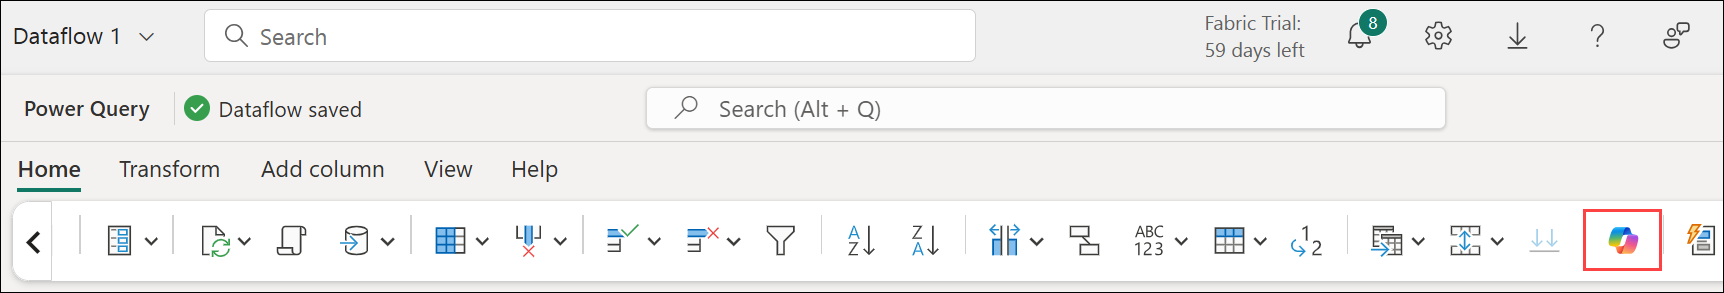 Dataflow 1
Search
Fabric Trial:
59 days left
8
Power Query
Dataflow saved
Search (Alt + Q)
Home
Transform
Add column
View
Help
A
Z
Z
A
ABC
123
1
2